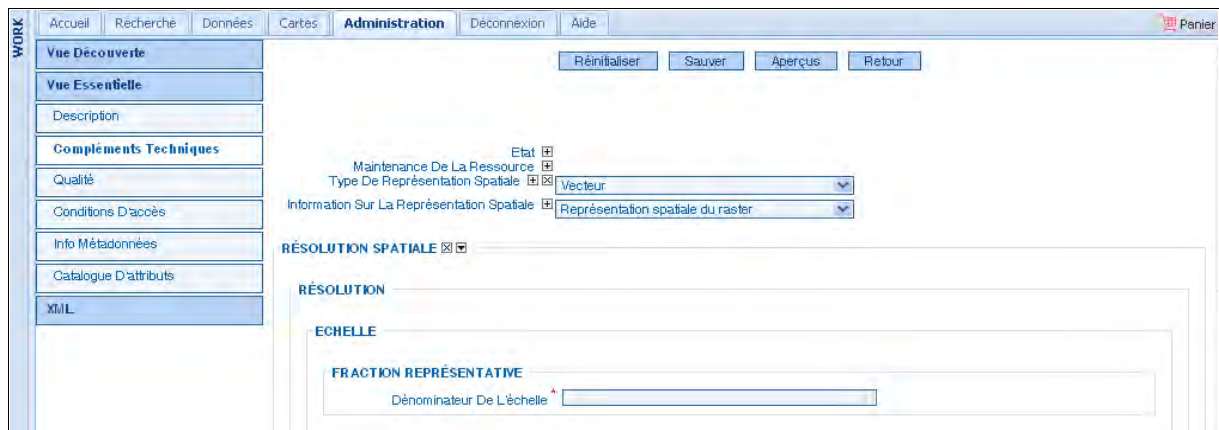 WORK
Accueil Recherche Données Cartes Administration Déconnexion Aide Panier
Vue Découverte
Vue Essentielle
Description
Compléments Techniques
Qualité
Conditions D'accès
Info Métadonnées
Catalogue D'attributs
XML
Réinitialiser Sauver Aperçus Retour
Etat
Maintenance De La Ressource
Type De Représentation Spatiale Vecteur
Information Sur La Représentation Spatiale Représentation spatiale du raster
RÉSOLUTION SPATIALE
RÉSOLUTION
ECHELLE
FRACTION REPRÉSENTATIVE
Dénominateur De L'échelle *